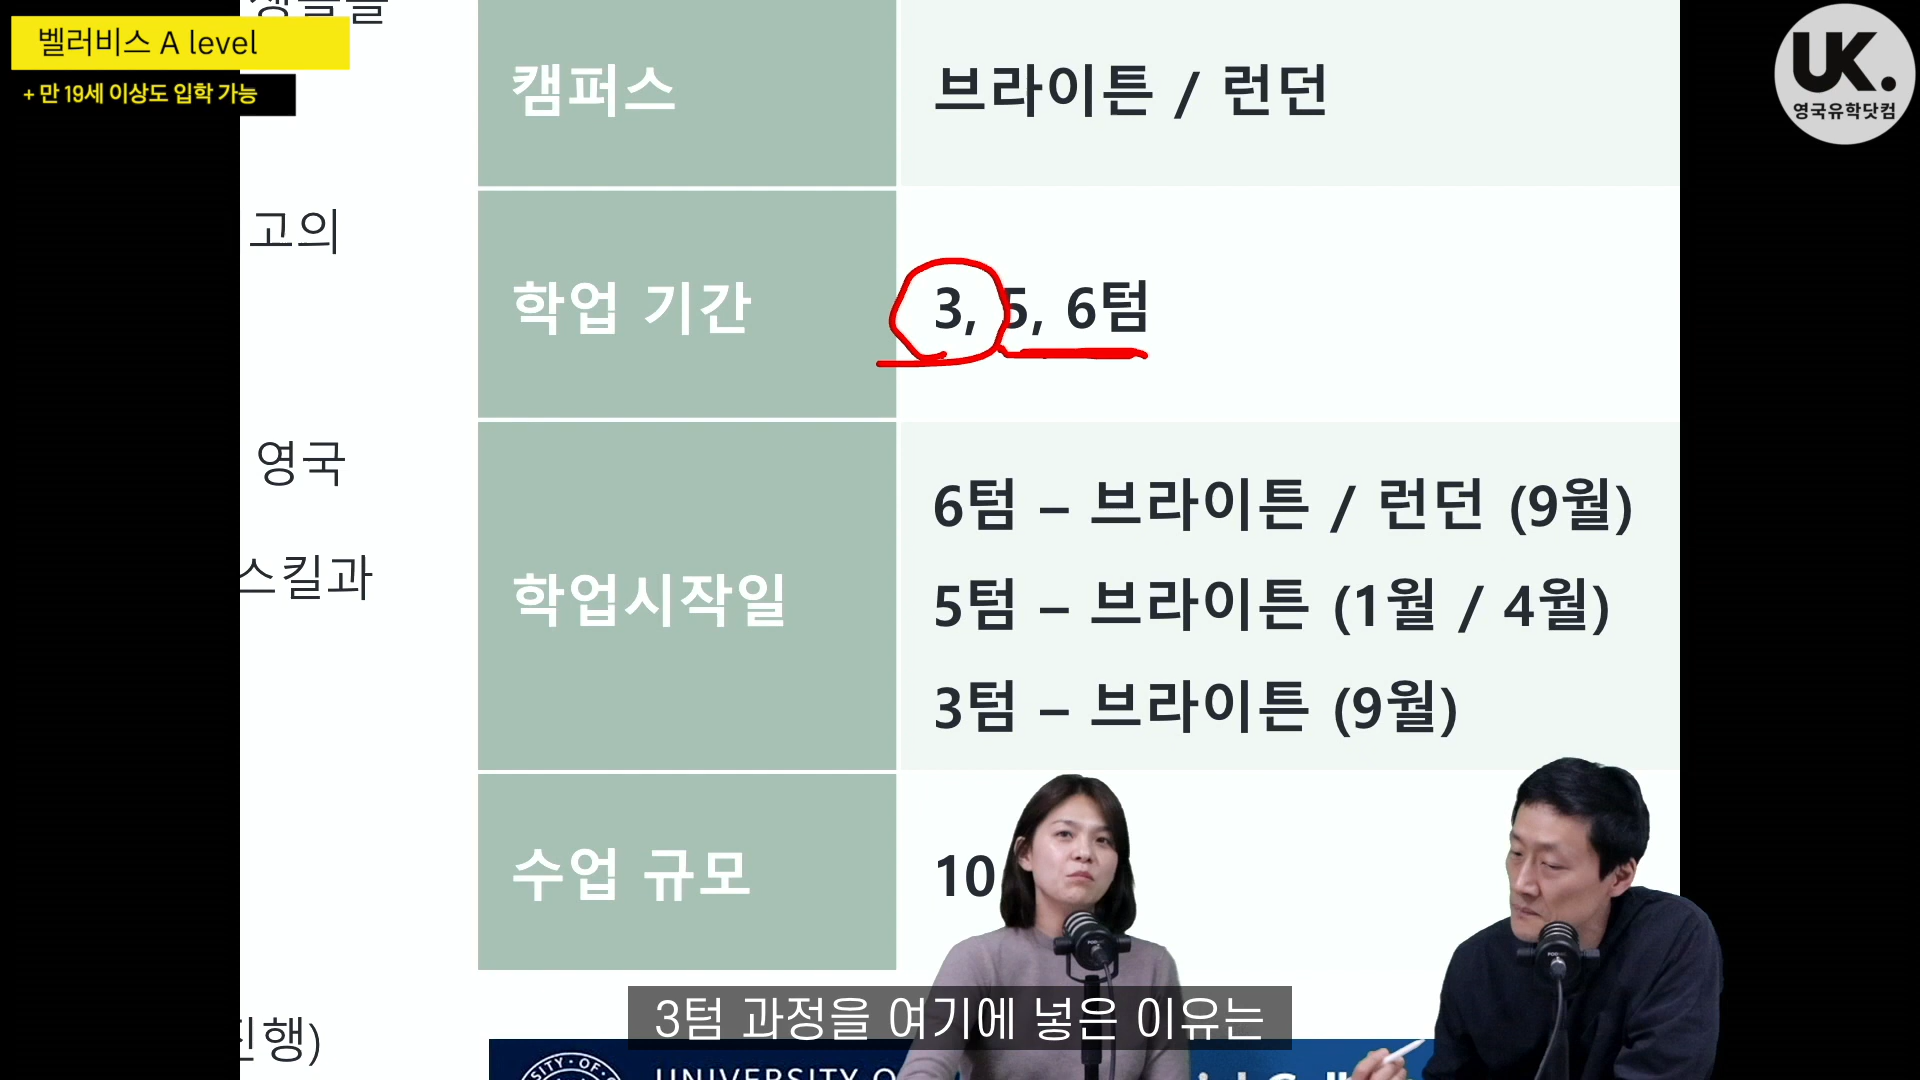 벨러비스 A level
+ 만 19세 이상도 입학 가능
UK.
영국유학닷컴
고의
영국
스킬과
진행)
캠퍼스
브라이튼 / 런던
학업 기간
3, 5, 6텀
학업시작일
6텀 – 브라이튼 / 런던 (9월)
5텀 – 브라이튼 (1월 / 4월)
3텀 – 브라이튼 (9월)
수업 규모
10
3텀 과정을 여기에 넣은 이유는